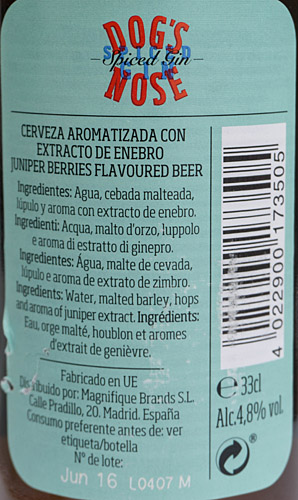 DOG'S
SPICED
Spiced Gin
GIN
NOSE
CERVEZA AROMATIZADA CON
EXTRACTO DE ENEBRO
JUNIPER BERRIES FLAVOURED BEER
Ingredientes: Agua, cebada malteada,
lúpulo y aroma con extracto de enebro.
Ingredienti: Acqua, malto d'orzo, luppolo
e aroma di estratto di ginepro.
Ingredientes: Água, malte de cevada,
lúpulo e aroma de extrato de zimbro.
Ingredients: Water, malted barley, hops
and aroma of juniper extract. Ingrédients:
Eau, orge malté, houblon et aromes
d'extrait de genièvre.
Fabricado en UE
Distribuido por: Magnifique Brands S.L.
Calle Pradillo, 20. Madrid. España
Consumo preferente antes de: ver
etiqueta/botella
Nº de lote:
Jun 16 L0407 M
4 022900 173505
e 33cl
Alc.4,8% vol.